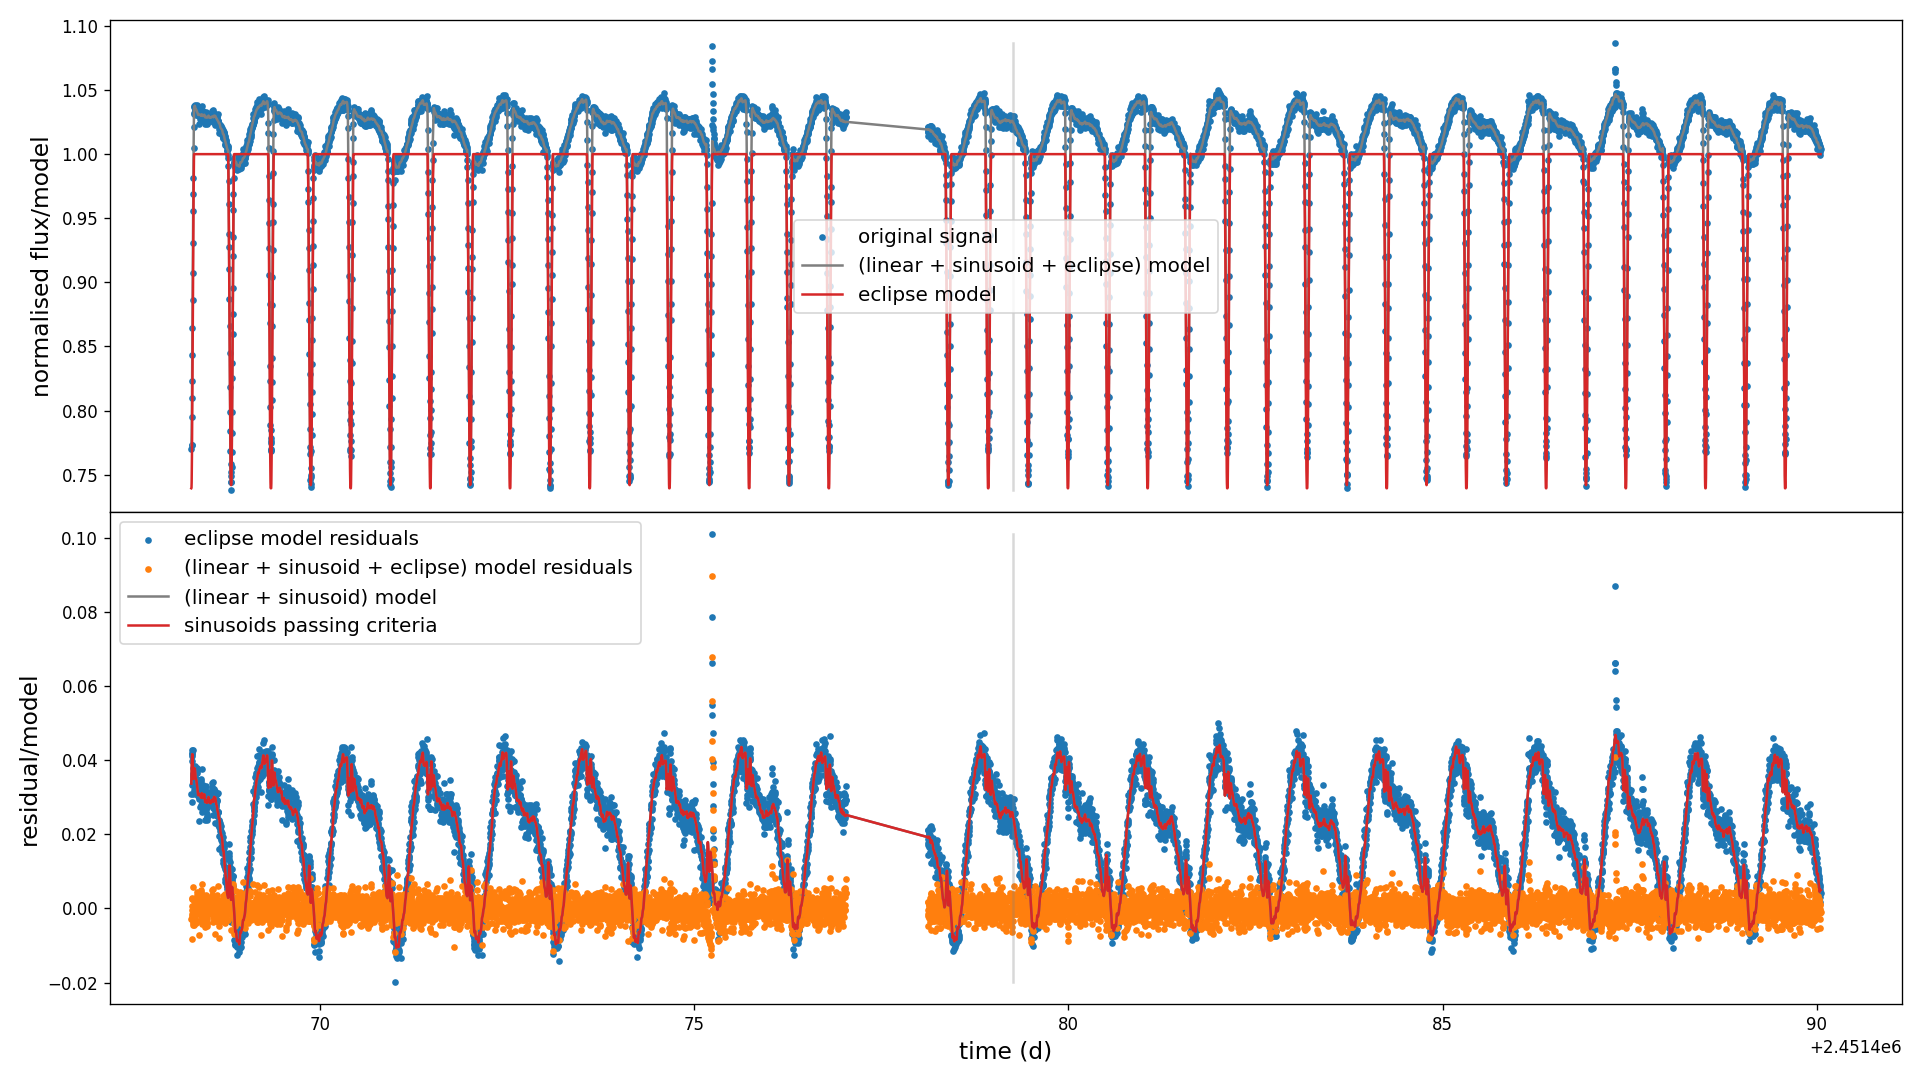 1.10
1.05
1.00
0.95
0.90
0.85
0.80
0.75
normalised flux/model
original signal
(linear + sinusoid + eclipse) model
eclipse model
0.10
0.08
0.06
0.04
0.02
0.00
−0.02
residual/model
eclipse model residuals
(linear + sinusoid + eclipse) model residuals
(linear + sinusoid) model
sinusoids passing criteria
70
75
80
85
90
time (d)
+2.4514e6